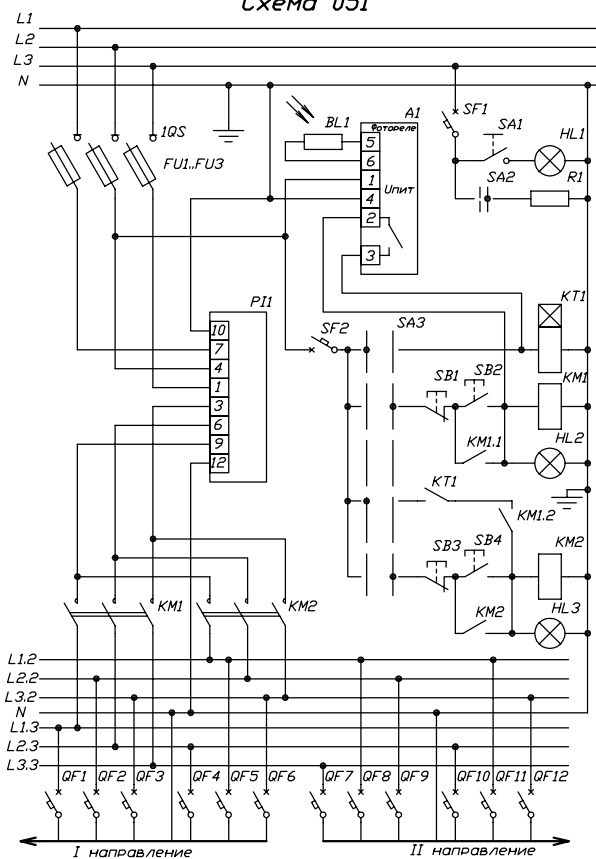 Схема 051
L1
L2
L3
N
1QS
FU1..FU3
BL1
A1
Фотореле
5
6
1
4
2
3
Uпит
SF1
SA1
HL1
SA2
R1
PI1
10
7
4
1
3
6
9
12
SF2
SA3
KT1
SB1
SB2
KM1
KM1.1
HL2
KT1
KM1.2
SB3
SB4
KM2
KM2
HL3
KM1
KM2
L1.2
L2.2
L3.2
N
L1.3
L2.3
L3.3
QF1
QF2
QF3
QF4
QF5
QF6
QF7
QF8
QF9
QF10
QF11
QF12
I направление
II направление